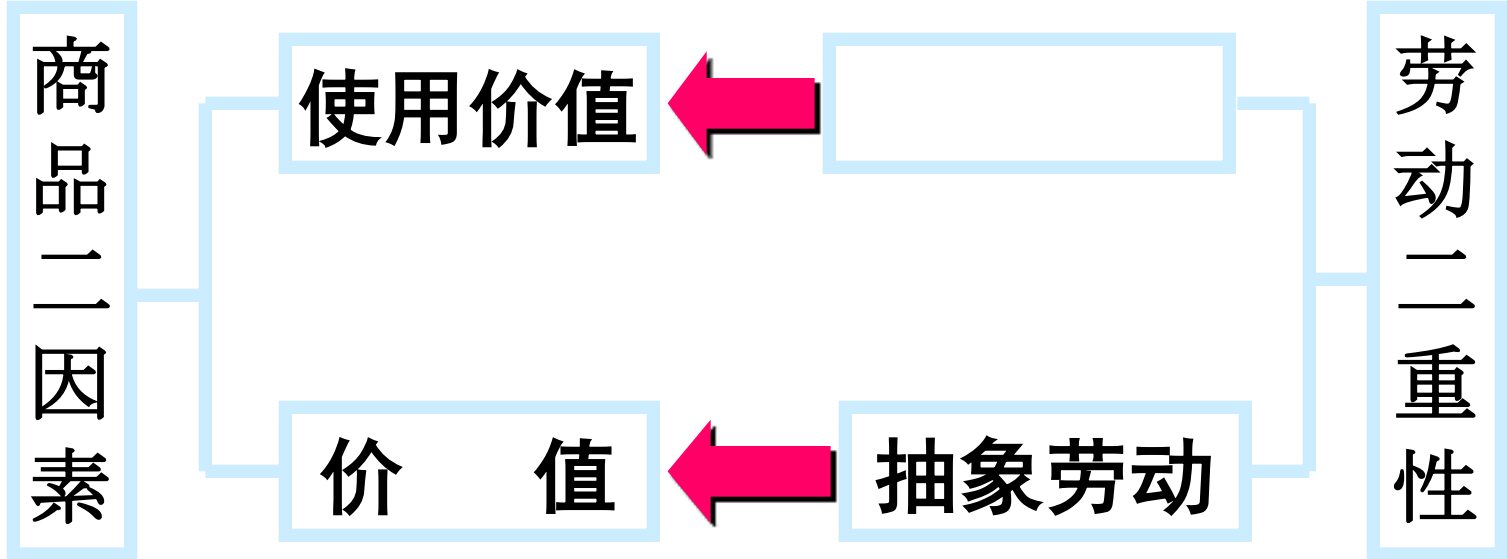 商品二因素
使用价值
价 值
抽象劳动
劳动二重性